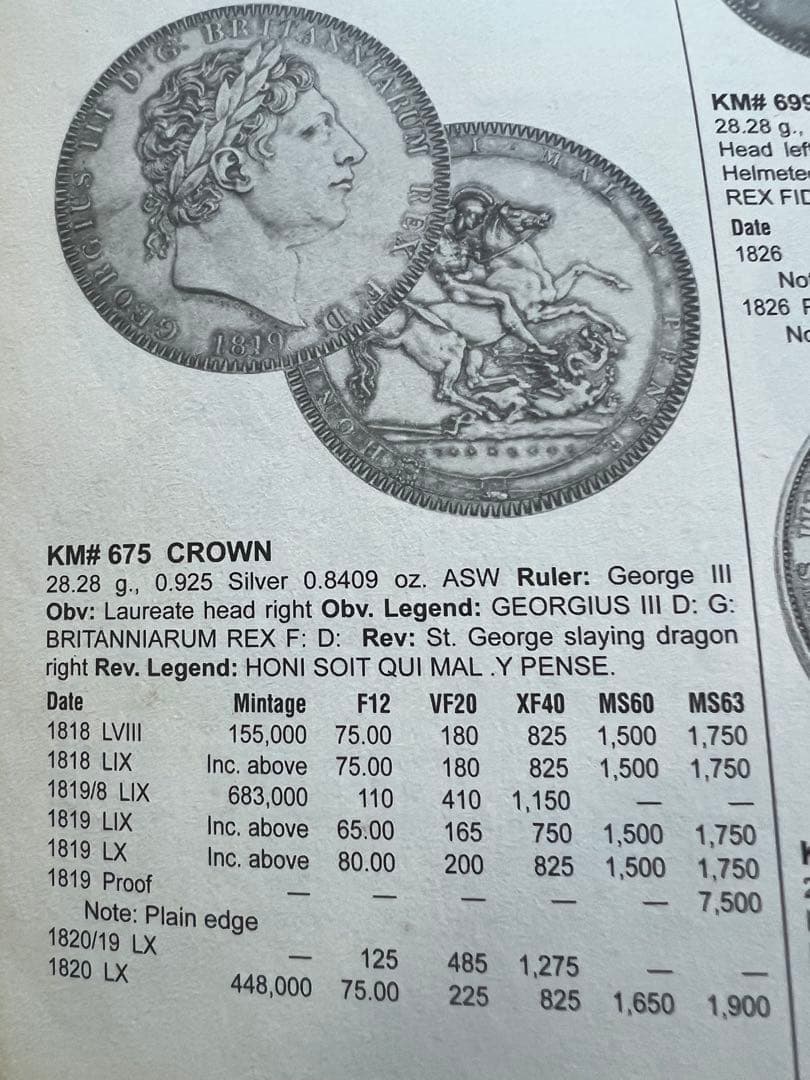 GEORGIUS III D:G: BRITANNIARUM REX F:D:
1819
HONI SOIT QUI MAL Y PENSE
KM# 675 CROWN
28.28 g., 0.925 Silver 0.8409 oz. ASW Ruler: George III
Obv: Laureate head right Obv. Legend: GEORGIUS III D: G:
BRITANNIARUM REX F: D: Rev: St. George slaying dragon
right Rev. Legend: HONI SOIT QUI MAL .Y PENSE.
Date Mintage F12 VF20 XF40 MS60 MS63
1818 LVIII 155,000 75.00 180 825 1,500 1,750
1818 LIX Inc. above 75.00 180 825 1,500 1,750
1819/8 LIX 683,000 110 410 1,150 — —
1819 LIX Inc. above 65.00 165 750 1,500 1,750
1819 LX Inc. above 80.00 200 825 1,500 1,750
1819 Proof — — — — — 7,500
Note: Plain edge
1820/19 LX — 125 485 1,275 — —
1820 LX 448,000 75.00 225 825 1,650 1,900
KM# 699
28.28 g.,
Head left
Helmete
REX FID
Date
1826
No
1826 P
No